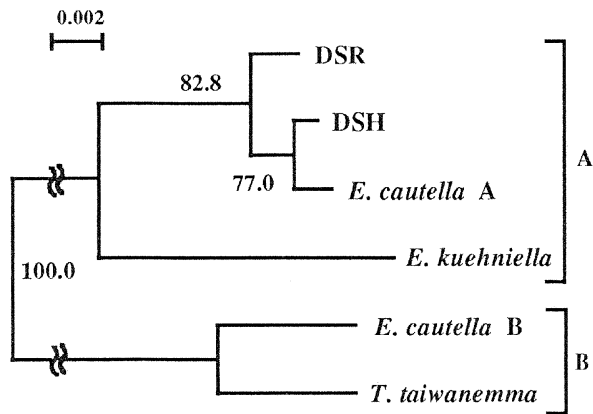 0.002
DSR
82.8
DSH
A
77.0
E. cautella A
E. kuehniella
100.0
E. cautella B
B
T. taiwanemma